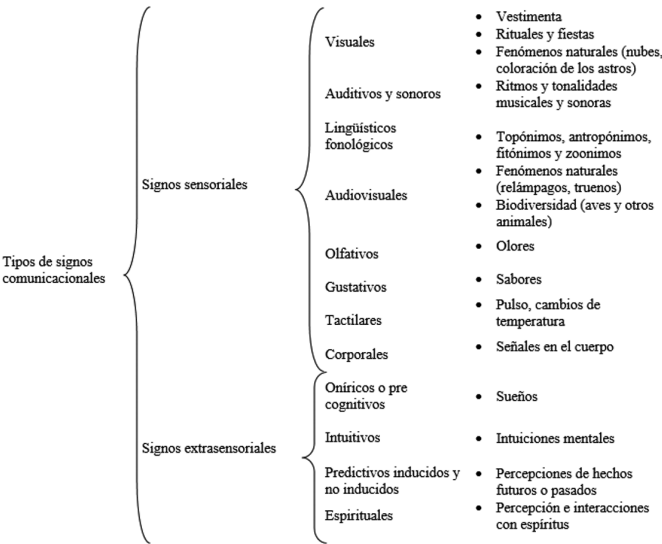 Tipos de signos
comunicacionales
Signos sensoriales
Visuales
• Vestimenta
• Rituales y fiestas
• Fenómenos naturales (nubes,
coloración de los astros)
Auditivos y sonoros
• Ritmos y tonalidades
musicales y sonoras
Lingüísticos
fonológicos
• Topónimos, antropónimos,
fitónimos y zoonimos
Audiovisuales
• Fenómenos naturales
(relámpagos, truenos)
• Biodiversidad (aves y otros
animales)
Olfativos
• Olores
Gustativos
• Sabores
Tactilares
• Pulso, cambios de
temperatura
Corporales
• Señales en el cuerpo
Signos extrasensoriales
Oníricos o pre
cognitivos
• Sueños
Intuitivos
• Intuiciones mentales
Predictivos inducidos y
no inducidos
• Percepciones de hechos
futuros o pasados
Espirituales
• Percepción e interacciones
con espíritus